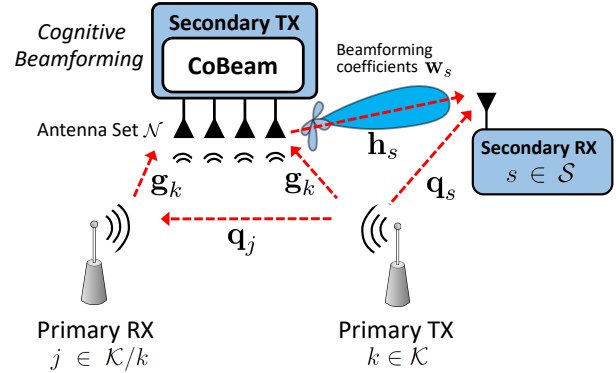 Cognitive
Beamforming
Secondary TX
CoBeam
Beamforming
coefficients w_s
Antenna Set 𝒩
h_s
Secondary RX
s ∈ 𝒮
g_k
g_k
q_s
q_j
Primary RX
j ∈ 𝒦/k
Primary TX
k ∈ 𝒦